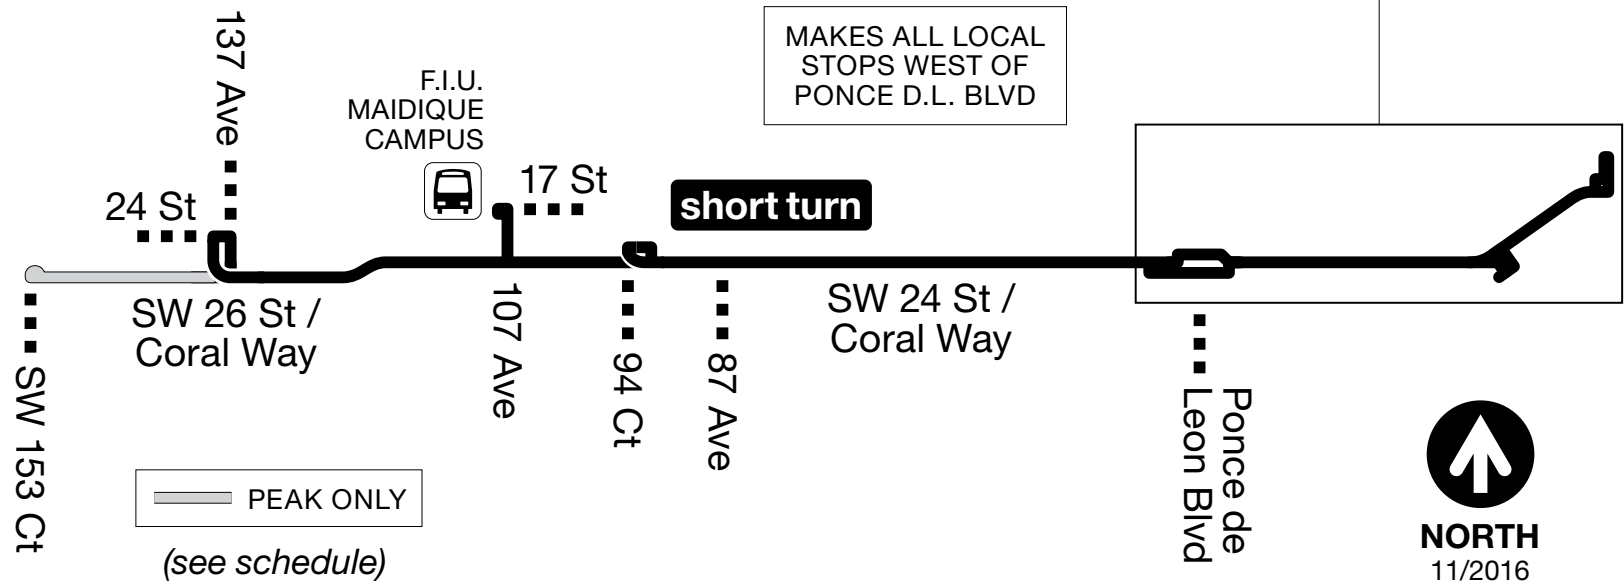 137 Ave
F.I.U.
MAIDIQUE
CAMPUS
MAKES ALL LOCAL
STOPS WEST OF
PONCE D.L. BLVD
24 St
17 St
short turn
SW 26 St /
Coral Way
SW 24 St /
Coral Way
SW 153 Ct
107 Ave
94 Ct
87 Ave
Ponce de
Leon Blvd
PEAK ONLY
(see schedule)
NORTH
11/2016